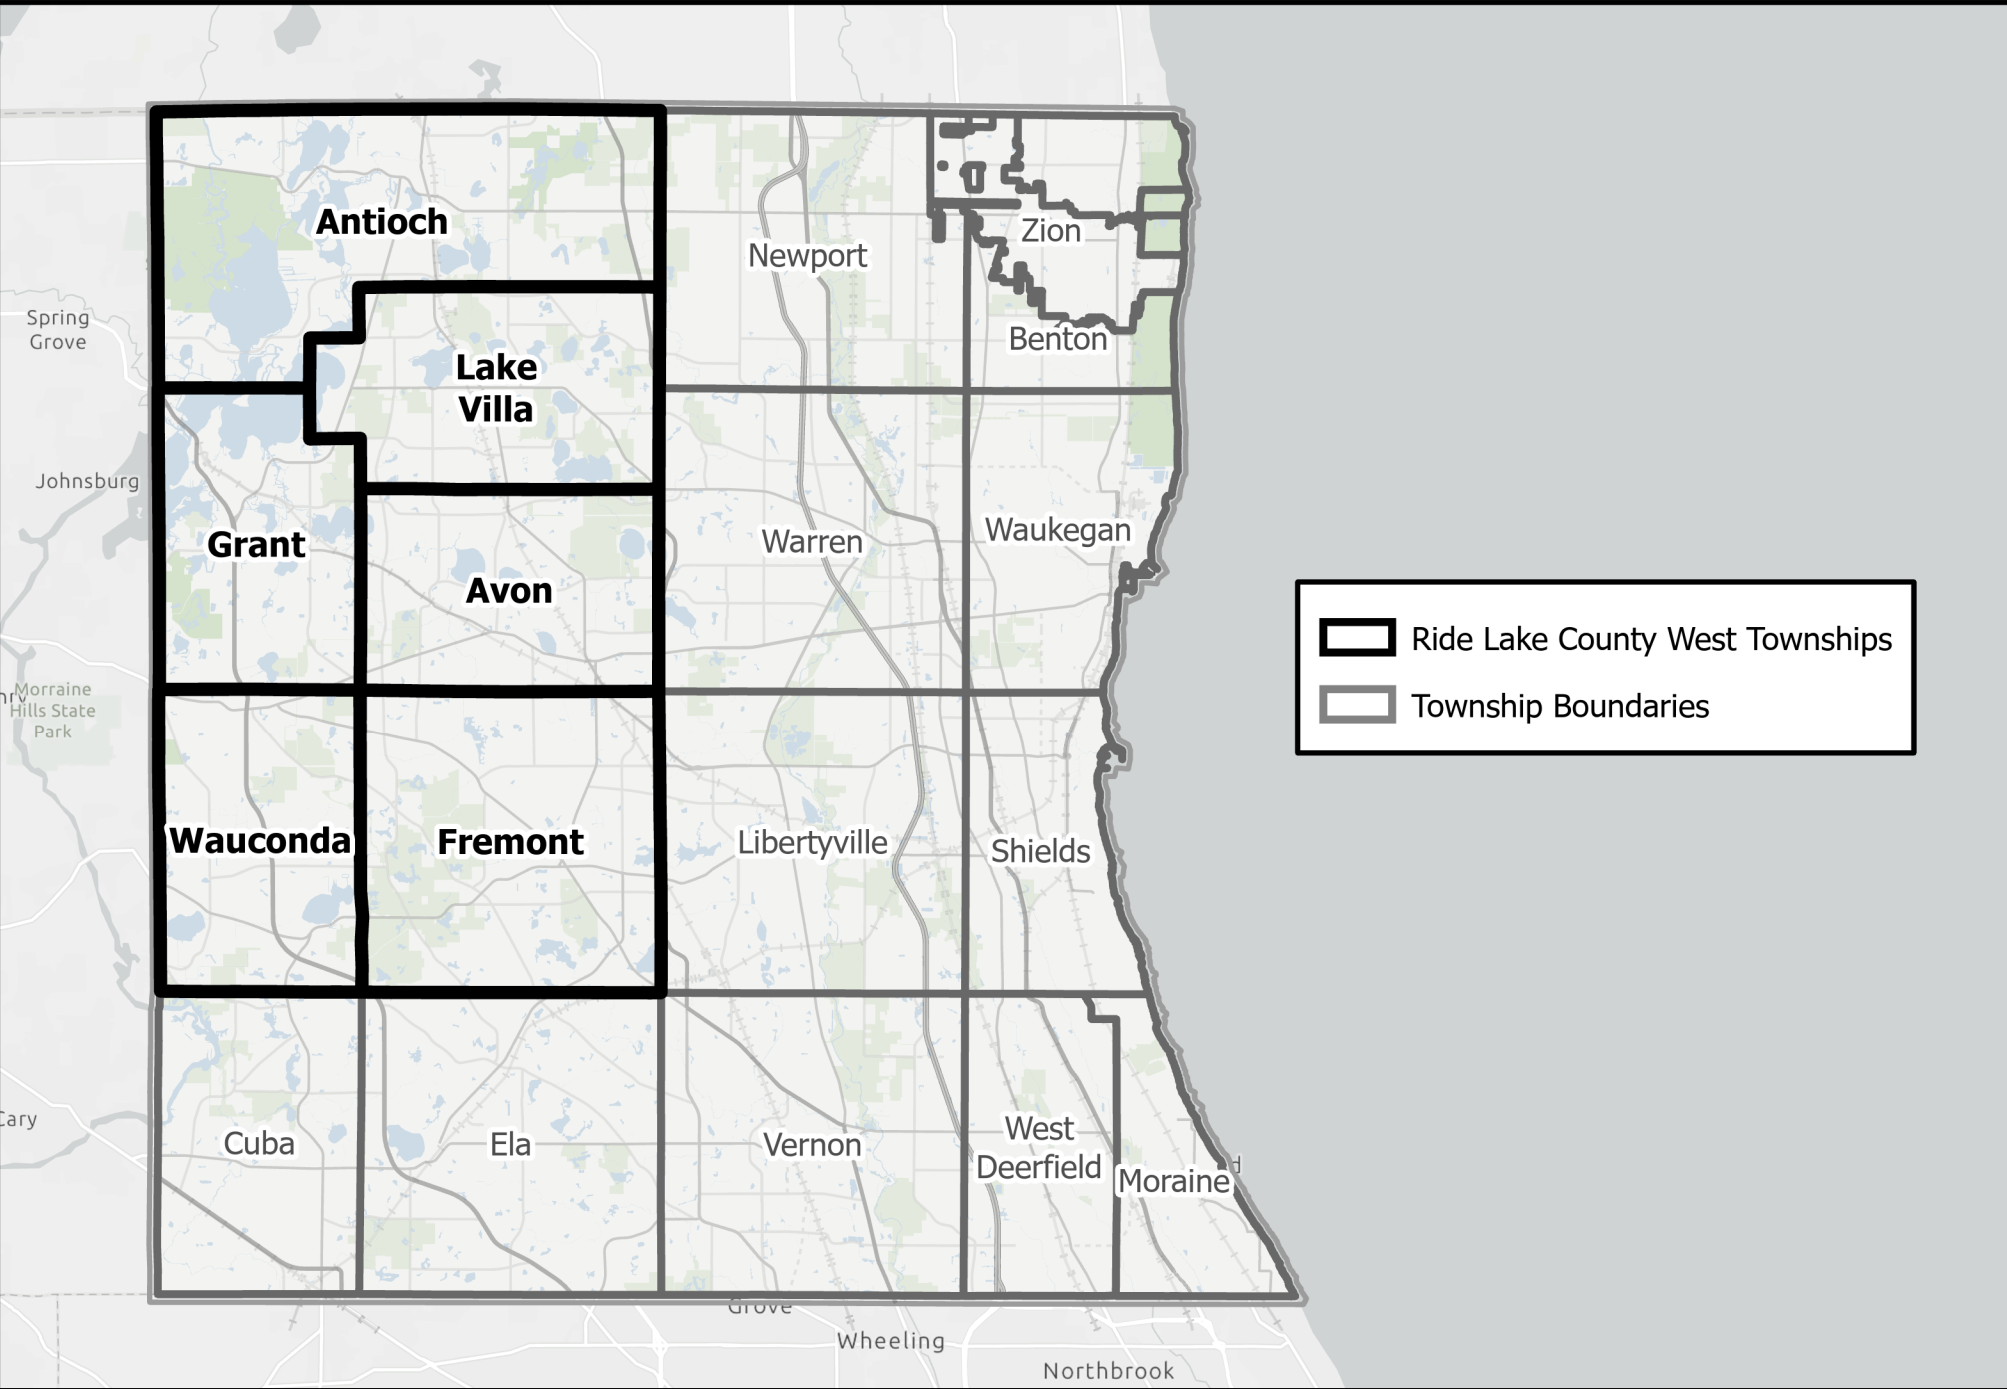 Antioch
Newport
Zion
Spring
Grove
Benton
Lake
Villa
Johnsburg
Grant
Warren
Waukegan
Avon
Ride Lake County West Townships
Township Boundaries
Morraine
Hills State
Park
Wauconda
Fremont
Libertyville
Shields
Cuba
Ela
Vernon
West
Deerfield
Moraine
Grove
Wheeling
Northbrook